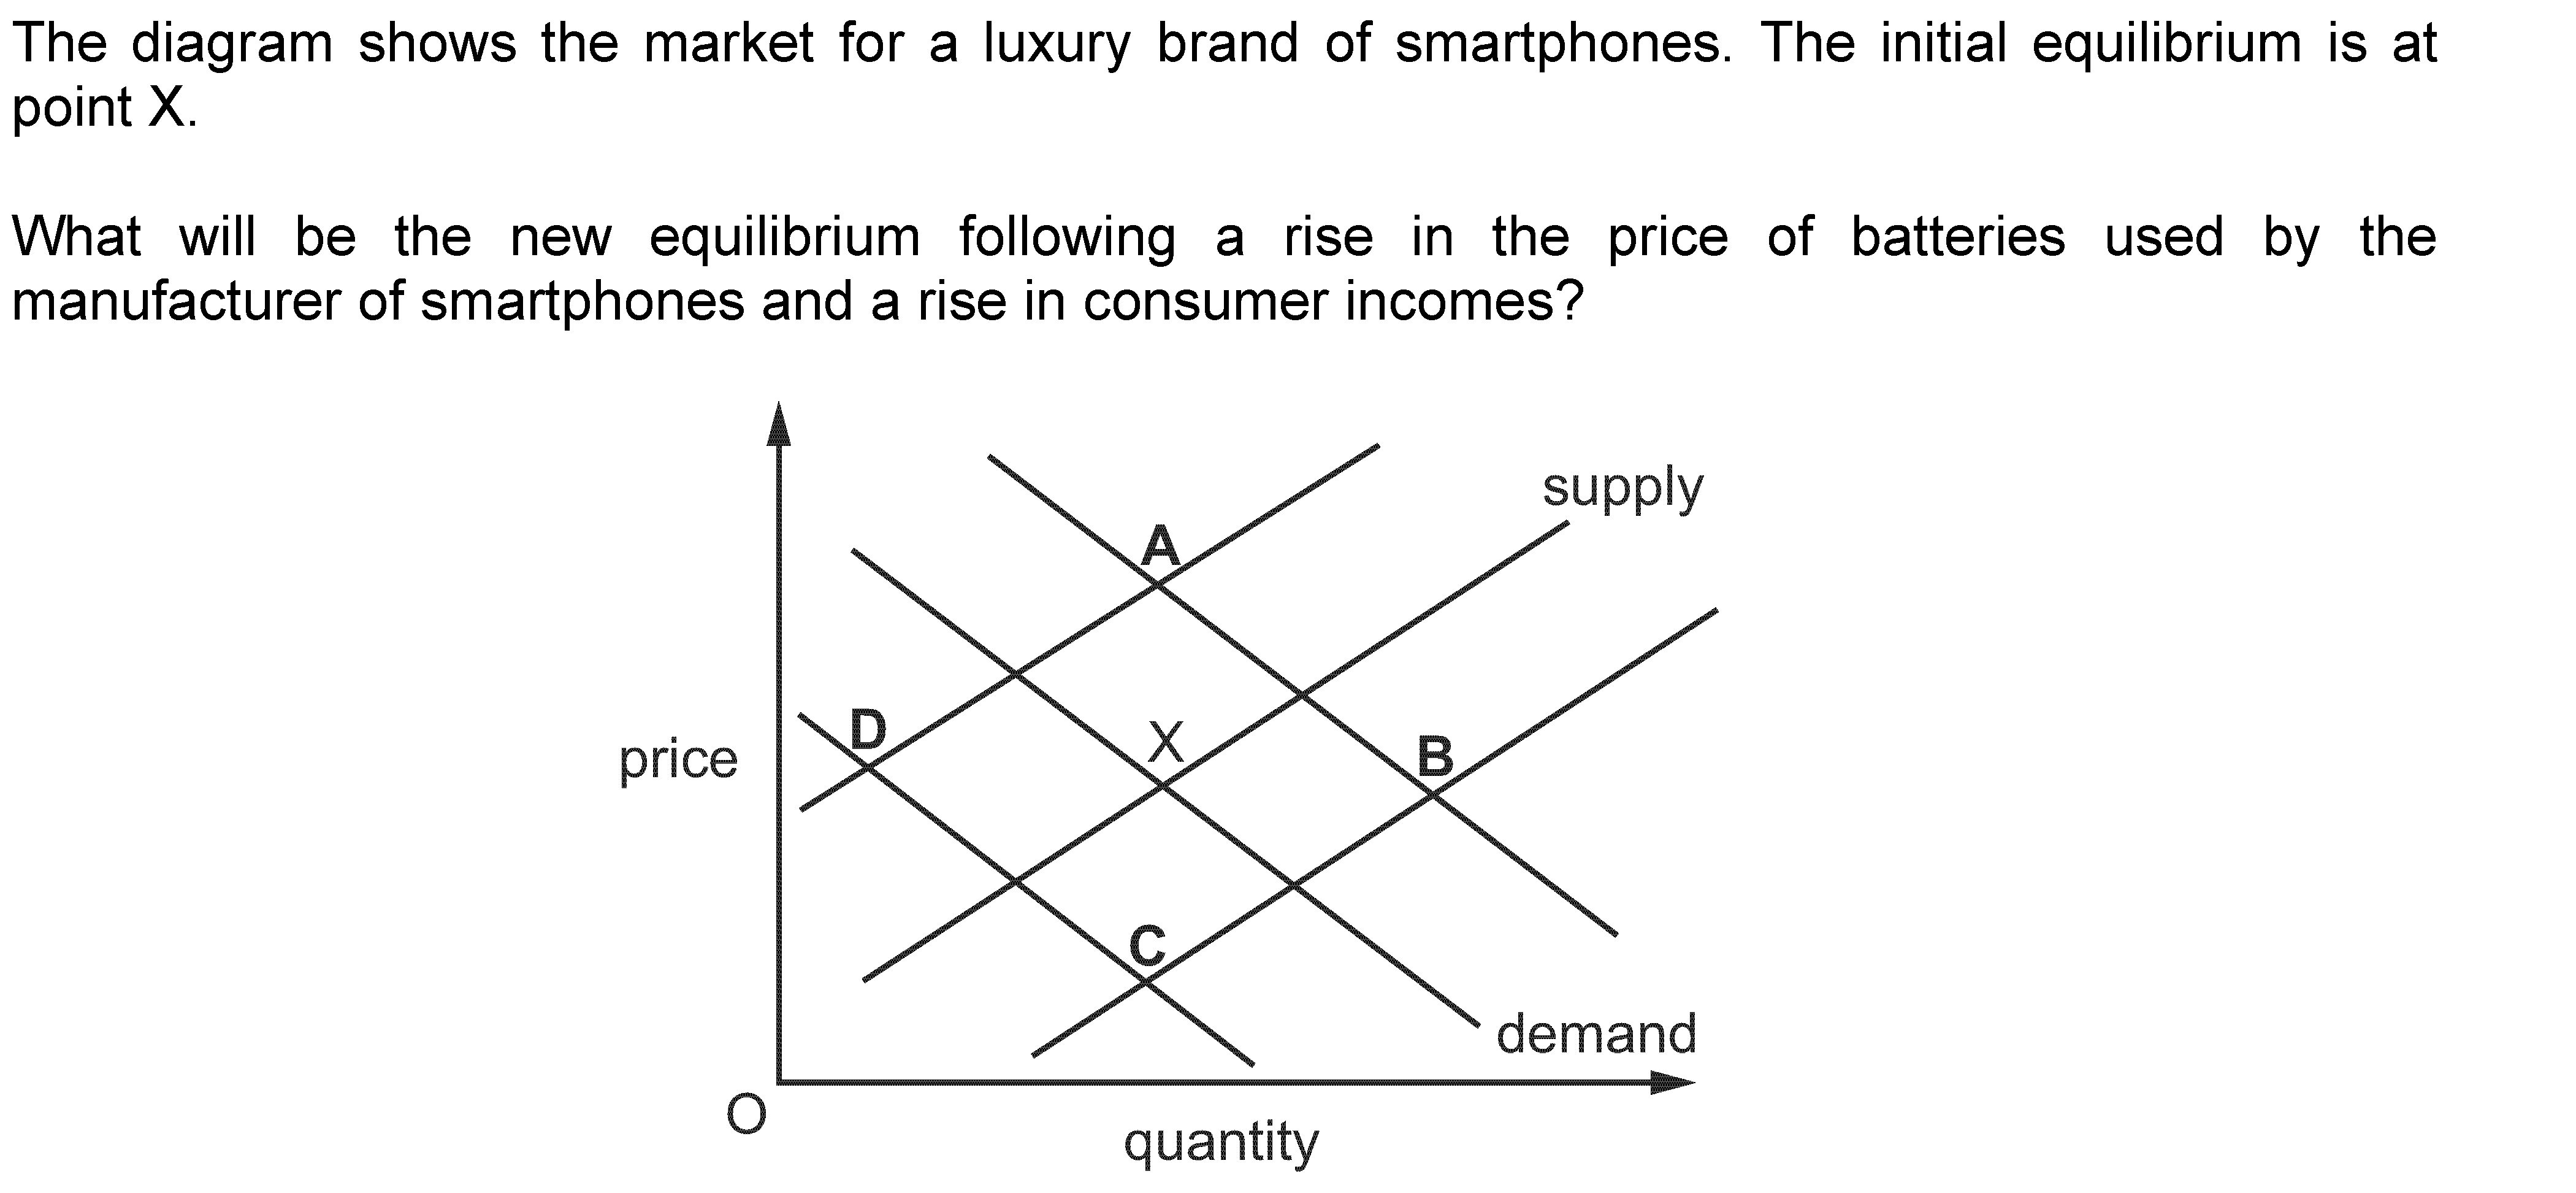 The diagram shows the market for a luxury brand of smartphones. The initial equilibrium is at
point X.
What will be the new equilibrium following a rise in the price of batteries used by the
manufacturer of smartphones and a rise in consumer incomes?
supply
A
D
X
B
price
C
demand
O
quantity